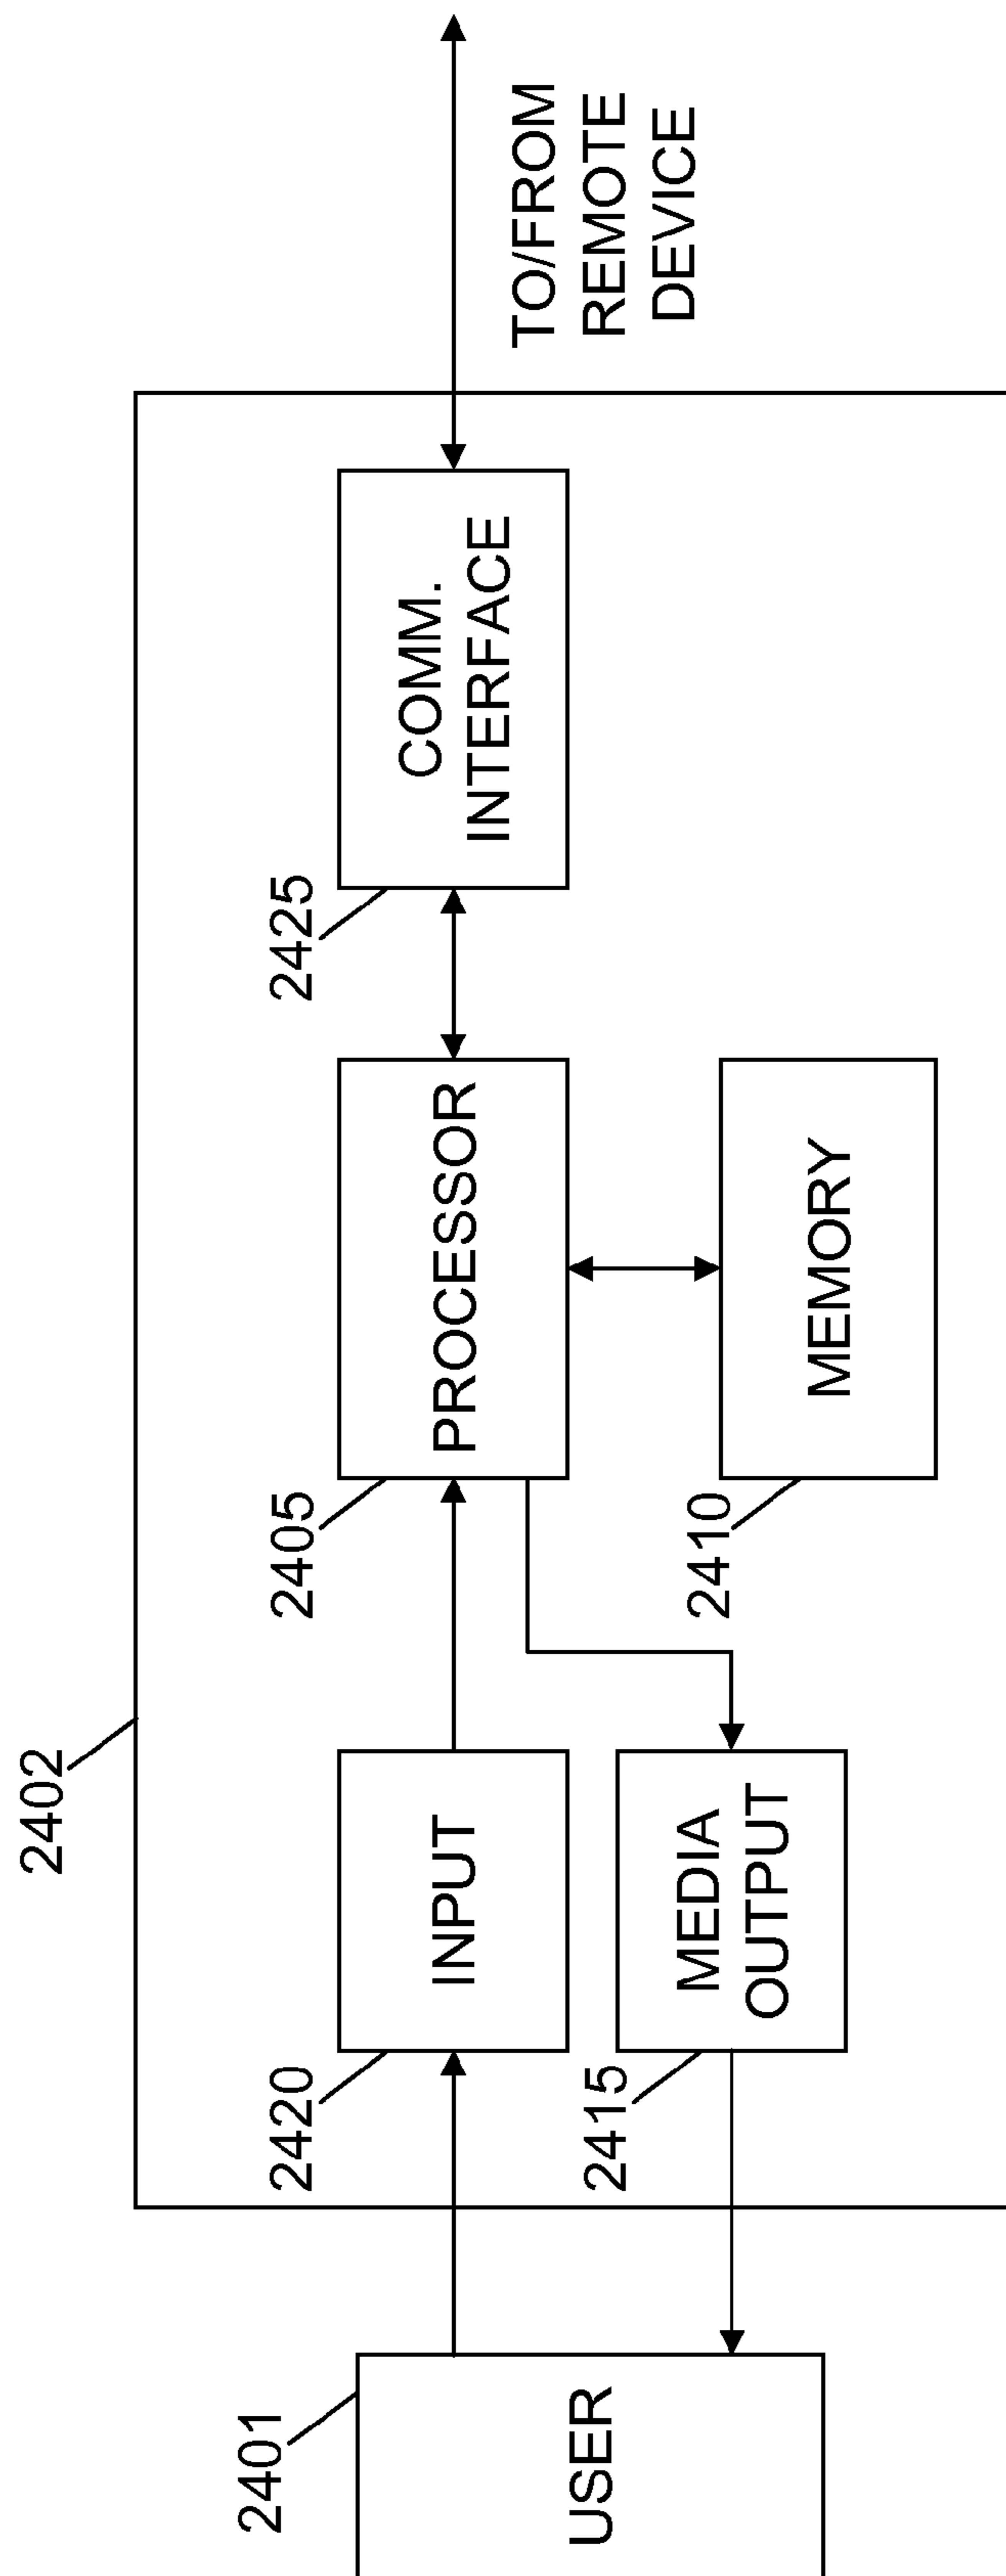 2402
2401
USER
2420
INPUT
2415
MEDIA
OUTPUT
2405
PROCESSOR
2410
MEMORY
2425
COMM.
INTERFACE
TO/FROM
REMOTE
DEVICE